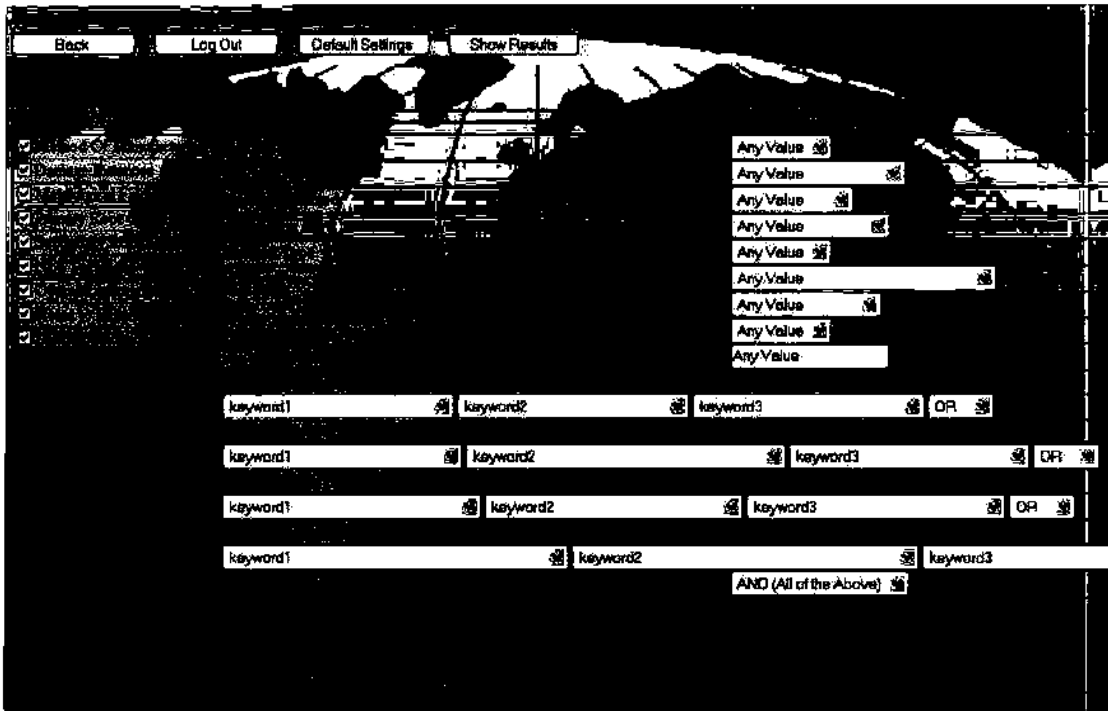 Back Log Out Default Settings Show Results
Any Value
Any Value
Any Value
Any Value
Any Value
Any Value
Any Value
Any Value
Any Value
keyword1 keyword2 keyword3 OR
keyword1 keyword2 keyword3 OR
keyword1 keyword2 keyword3 OR
keyword1 keyword2 keyword3
AND (All of the Above)